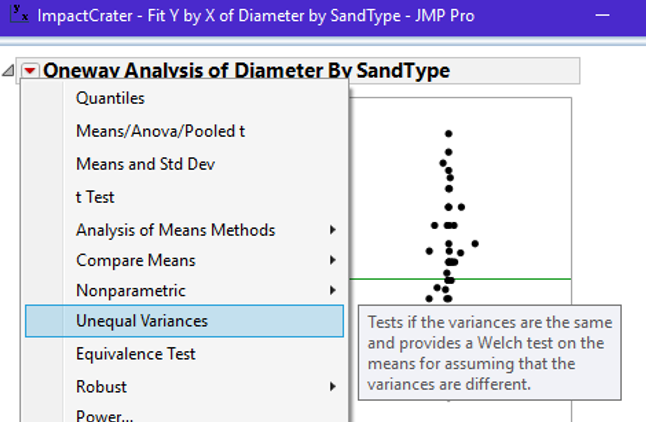 ImpactCrater - Fit Y by X of Diameter by SandType - JMP Pro
Oneway Analysis of Diameter By SandType
Quantiles
Means/Anova/Pooled t
Means and Std Dev
t Test
Analysis of Means Methods
Compare Means
Nonparametric
Unequal Variances
Equivalence Test
Robust
Power...
Tests if the variances are the same
and provides a Welch test on the
means for assuming that the
variances are different.